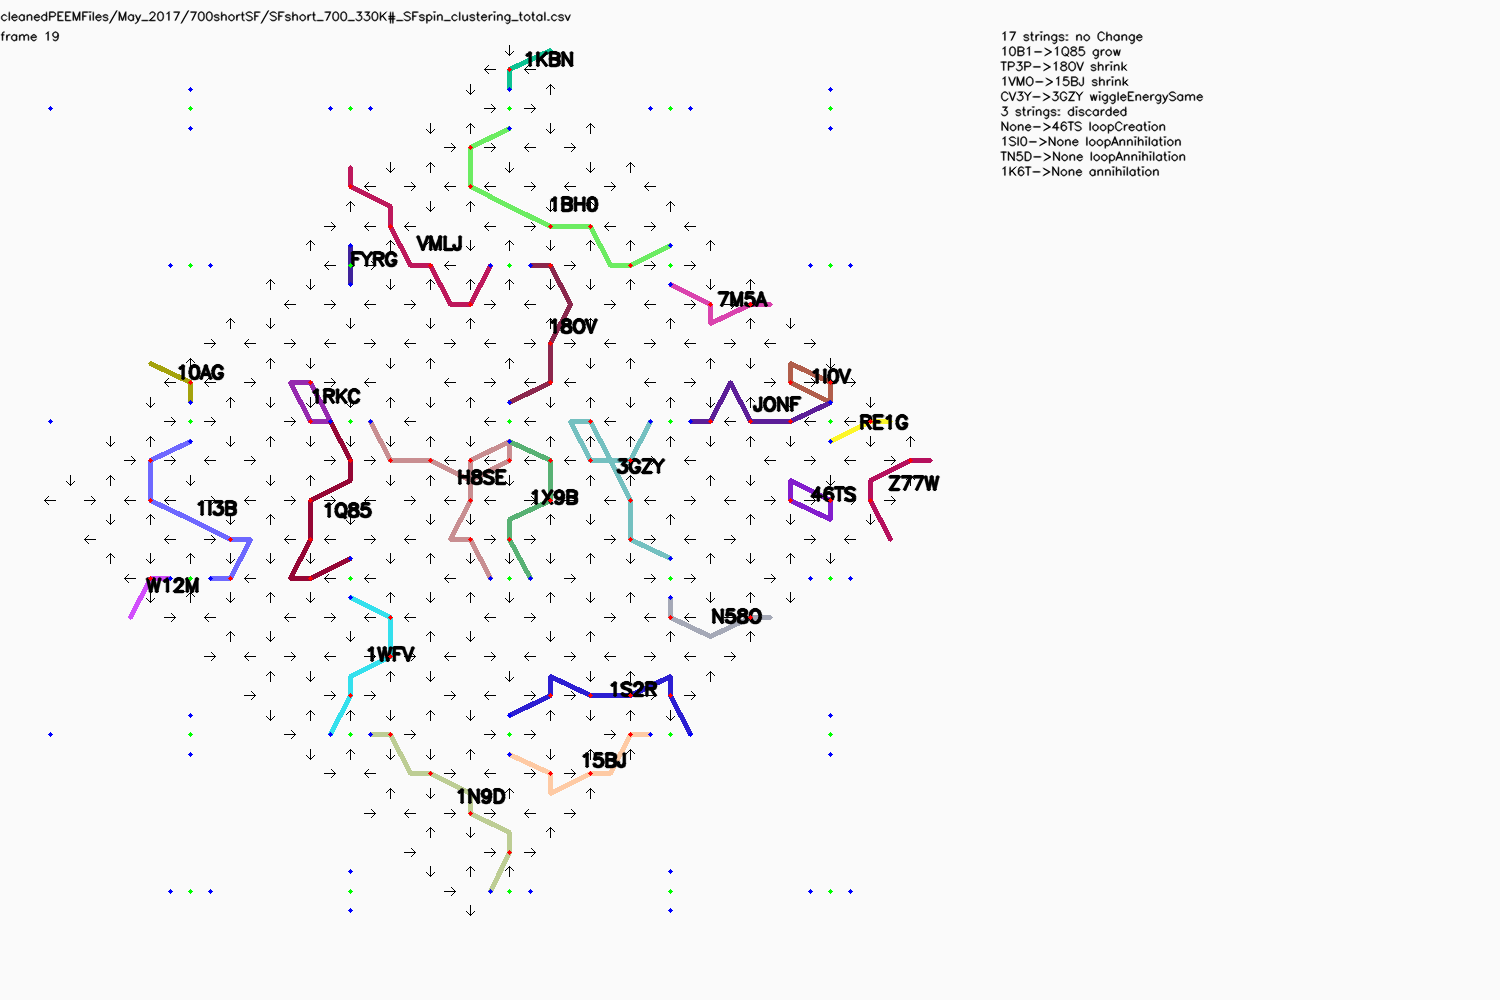 cleanedPEEMFiles/May_2017/700shortSF/SFshort_700_330K#_SFspin_clustering_total.csv
frame 19
17 strings: no Change
10B1->1Q85 grow
TP3P->18OV shrink
1VMO->15BJ shrink
CV3Y->3GZY wiggleEnergySame
3 strings: discarded
None->46TS loopCreation
1SI0->None loopAnnihilation
TN5D->None loopAnnihilation
1K6T->None annihilation
1KBN
1BH0
VMLJ
FYRG
7M5A
18OV
10AG
1I0V
1RKC
JONF
RE1G
3GZY
H8SE
Z77W
46TS
1X9B
1I3B
1Q85
W12M
N58O
1WFV
1S2R
15BJ
1N9D